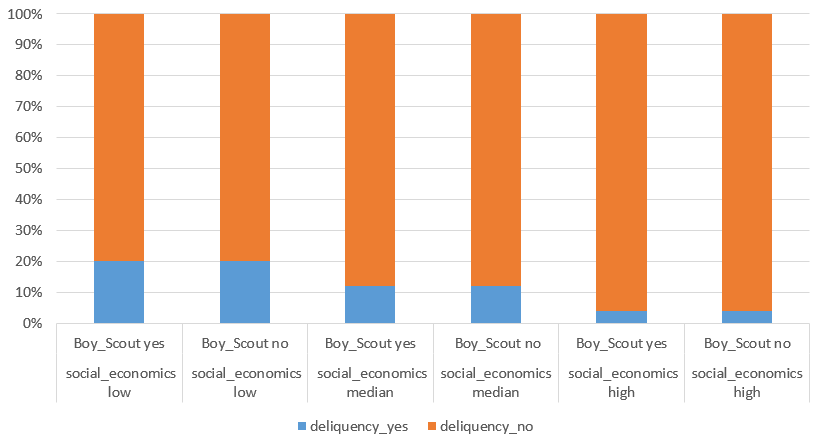 100%
90%
80%
70%
60%
50%
40%
30%
20%
10%
0%
Boy_Scout yes
Boy_Scout no
Boy_Scout yes
Boy_Scout no
Boy_Scout yes
Boy_Scout no
social_economics
low
social_economics
low
social_economics
median
social_economics
median
social_economics
high
social_economics
high
deliquency_yes
deliquency_no